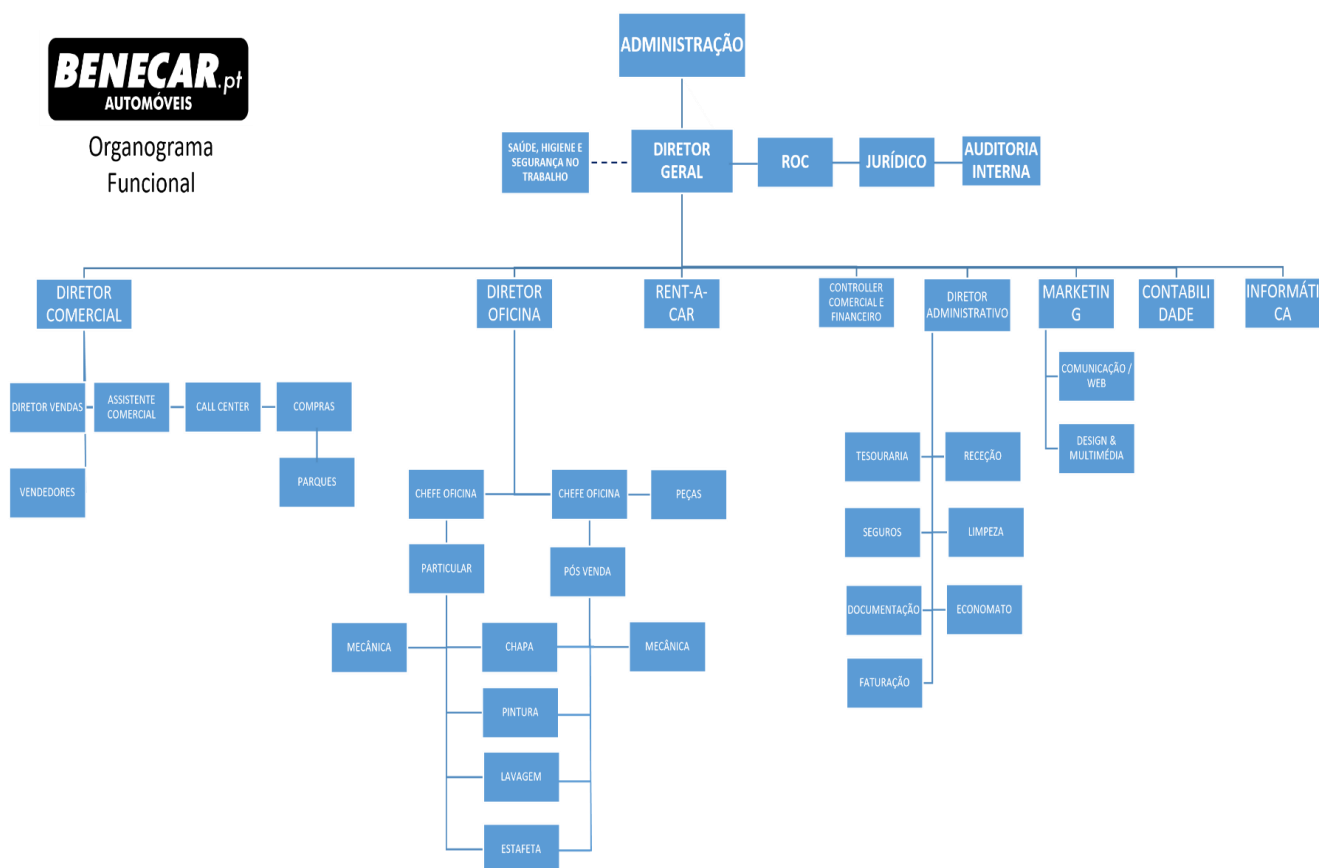 BENECAR.pt
AUTOMÓVEIS
Organograma
Funcional
ADMINISTRAÇÃO
SAÚDE, HIGIENE E
SEGURANÇA NO
TRABALHO
DIRETOR
GERAL
ROC
JURÍDICO
AUDITORIA
INTERNA
DIRETOR
COMERCIAL
DIRETOR
OFICINA
RENT-A-
CAR
CONTROLLER
COMERCIAL E
FINANCEIRO
DIRETOR
ADMINISTRATIVO
MARKETIN
G
CONTABILI
DADE
INFORMÁTI
CA
DIRETOR VENDAS
ASSISTENTE
COMERCIAL
CALL CENTER
COMPRAS
VENDEDORES
PARQUES
COMUNICAÇÃO /
WEB
DESIGN &
MULTIMÉDIA
TESOURARIA
RECEÇÃO
CHEFE OFICINA
CHEFE OFICINA
PEÇAS
SEGUROS
LIMPEZA
PARTICULAR
PÓS VENDA
DOCUMENTAÇÃO
ECONOMATO
MECÂNICA
CHAPA
MECÂNICA
FATURAÇÃO
PINTURA
LAVAGEM
ESTAFETA